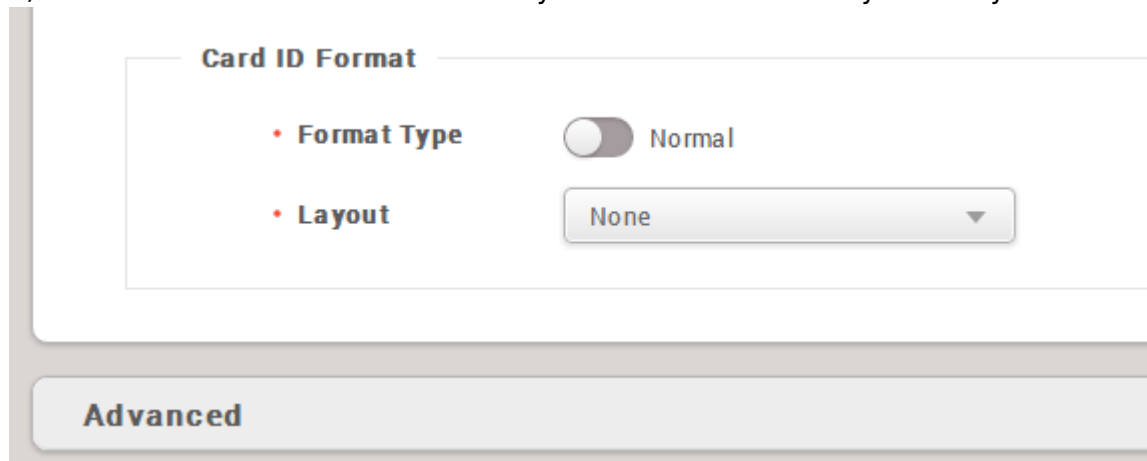 Card ID Format
• Format Type Normal
• Layout None
Advanced